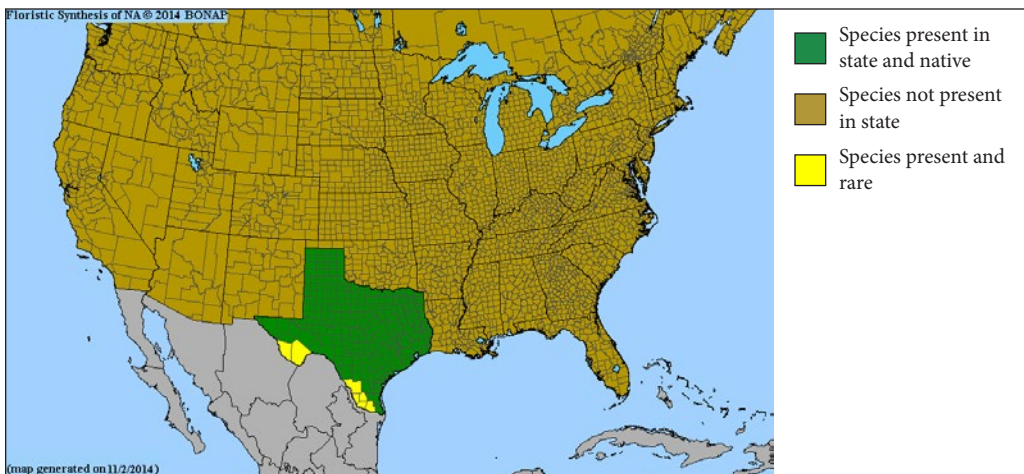 Floristic Synthesis of NA © 2014 BONAP
Species present in
state and native
Species not present
in state
Species present and
rare
(map generated on 11/2/2014)